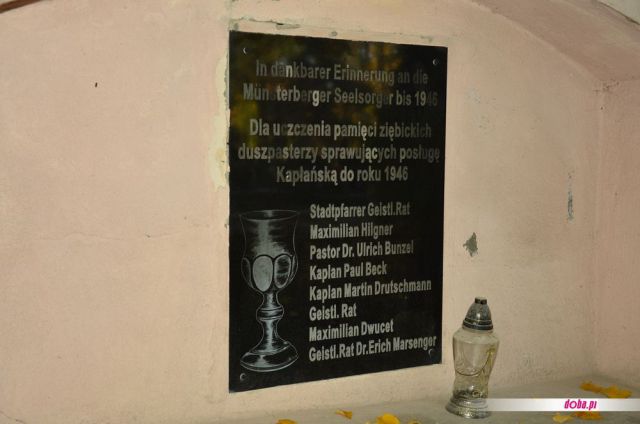 In dankbarer Erinnerung an die
Münsterberger Seelsorger bis 1946
Dla uczczenia pamięci ziębickich
duszpasterzy sprawujących posługę
Kapłańską do roku 1946
Stadtpfarrer Geistl.Rat
Maximilian Hilgner
Pastor Dr. Ulrich Bunzel
Kaplan Paul Beck
Kaplan Martin Drutschmann
Geistl. Rat
Maximilian Dwucet
Geistl.Rat Dr.Erich Marsenger
doba.pl